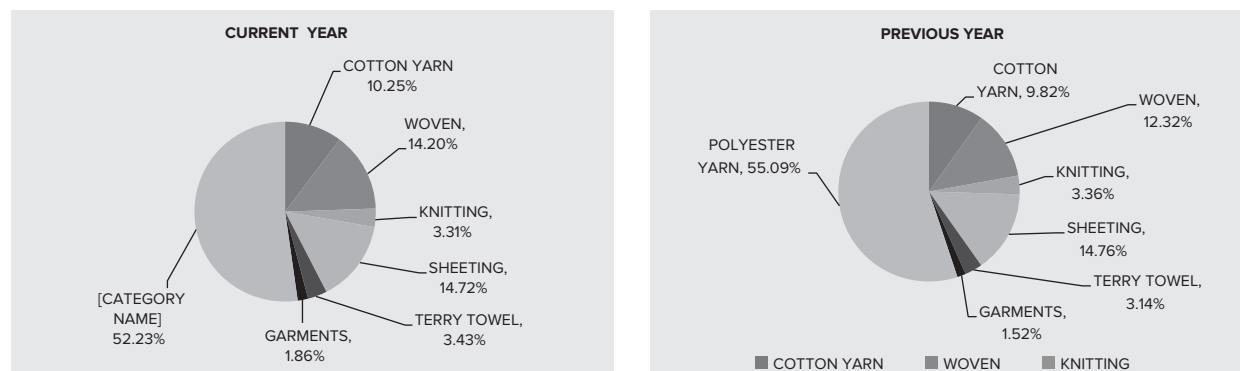 CURRENT YEAR
COTTON YARN
10.25%
WOVEN,
14.20%
KNITTING,
3.31%
SHEETING,
14.72%
TERRY TOWEL,
3.43%
GARMENTS,
1.86%
[CATEGORY
NAME]
52.23%
PREVIOUS YEAR
COTTON
YARN, 9.82%
WOVEN,
12.32%
KNITTING,
3.36%
SHEETING,
14.76%
TERRY TOWEL,
3.14%
GARMENTS,
1.52%
POLYESTER
YARN, 55.09%
COTTON YARN WOVEN KNITTING